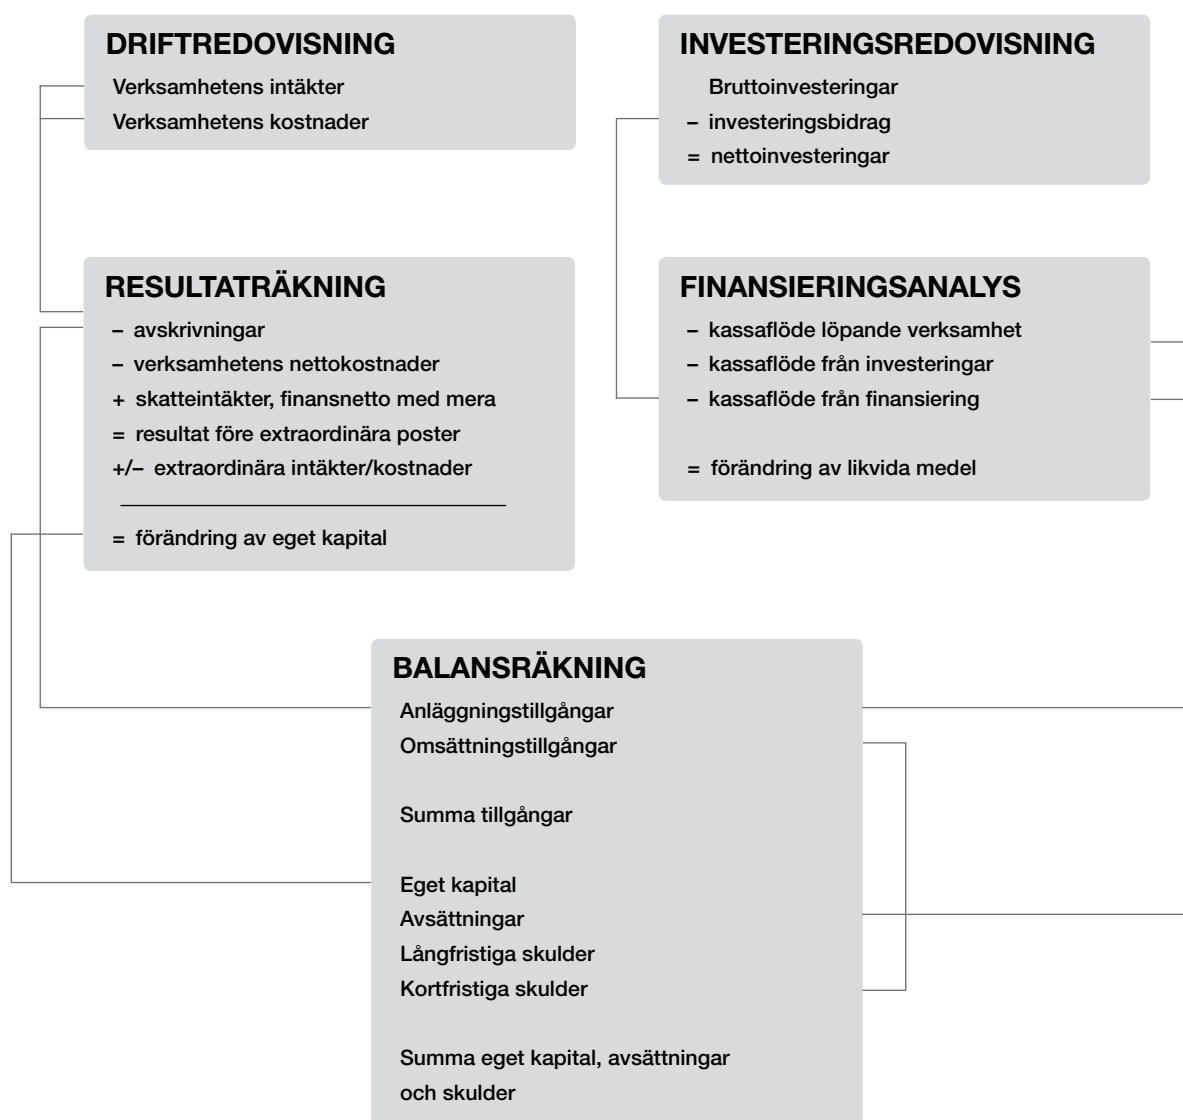 DRIFTREDOVISNING
Verksamhetens intäkter
Verksamhetens kostnader
INVESTERINGSREDOVISNING
Bruttoinvesteringar
– investeringsbidrag
= nettoinvesteringar
RESULTATRÄKNING
– avskrivningar
– verksamhetens nettokostnader
+ skatteintäkter, finansnetto med mera
= resultat före extraordinära poster
+/– extraordinära intäkter/kostnader
= förändring av eget kapital
FINANSIERINGSANALYS
– kassaflöde löpande verksamhet
– kassaflöde från investeringar
– kassaflöde från finansiering
= förändring av likvida medel
BALANSRÄKNING
Anläggningstillgångar
Omsättningstillgångar
Summa tillgångar
Eget kapital
Avsättningar
Långfristiga skulder
Kortfristiga skulder
Summa eget kapital, avsättningar
och skulder